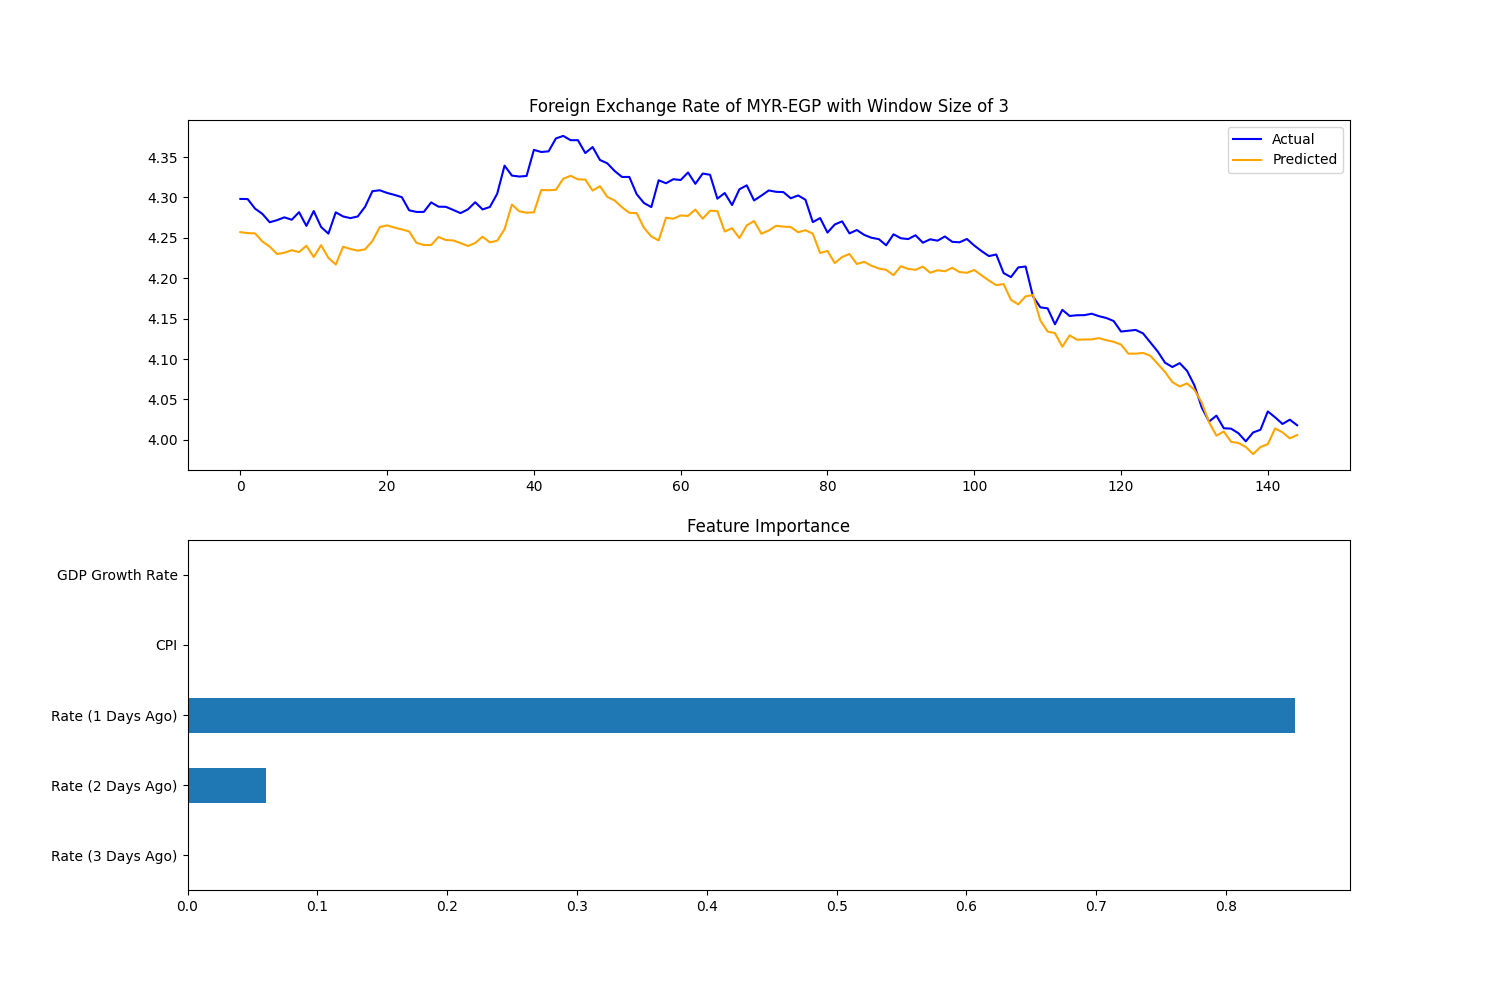 Foreign Exchange Rate of MYR-EGP with Window Size of 3
Actual
Predicted
4.35
4.30
4.25
4.20
4.15
4.10
4.05
4.00
0 20 40 60 80 100 120 140
Feature Importance
GDP Growth Rate
CPI
Rate (1 Days Ago)
Rate (2 Days Ago)
Rate (3 Days Ago)
0.0 0.1 0.2 0.3 0.4 0.5 0.6 0.7 0.8